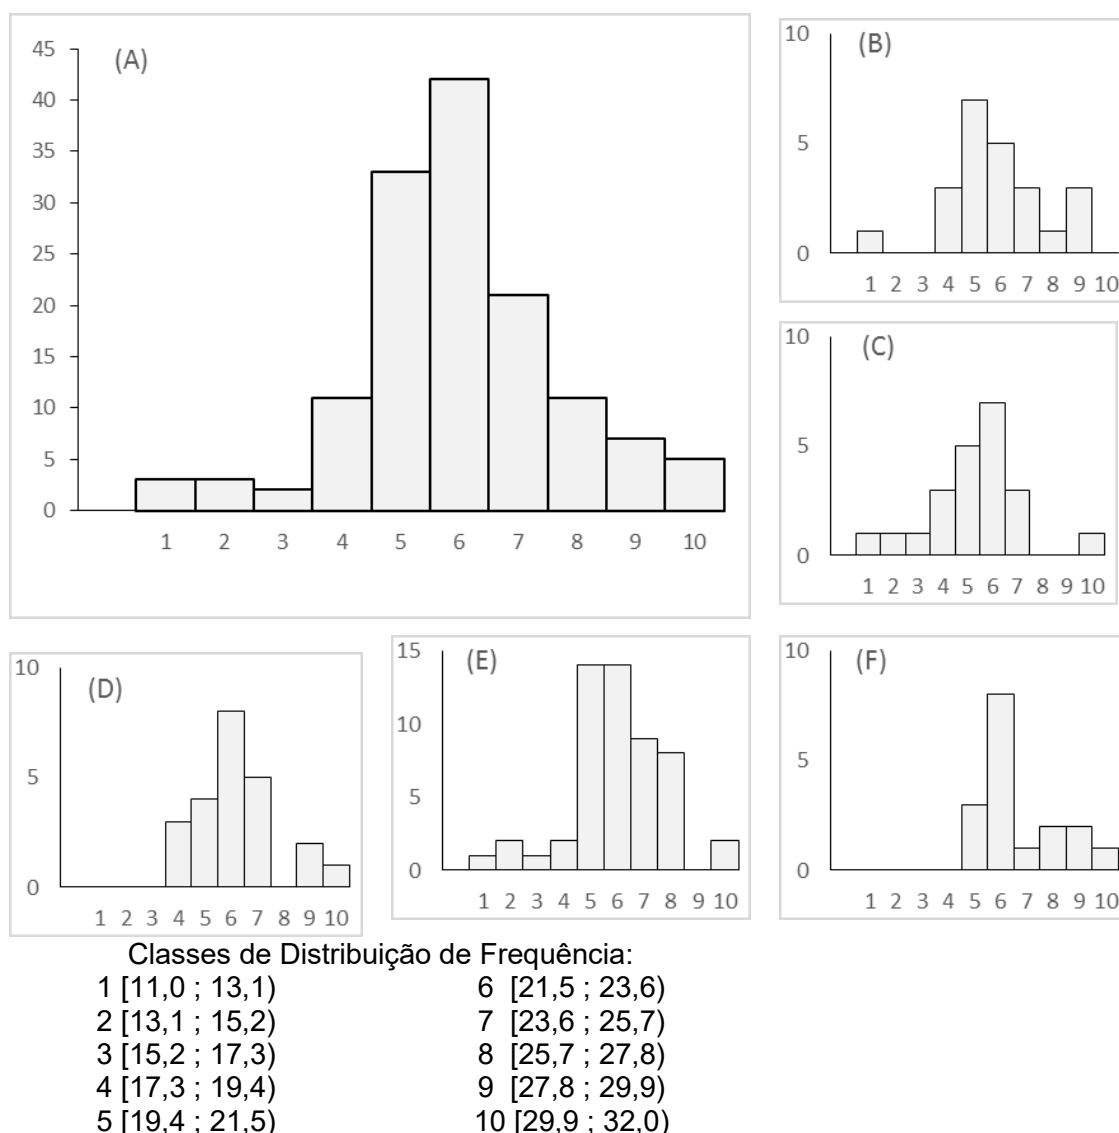 (A)
45
40
35
30
25
20
15
10
5
0
1 2 3 4 5 6 7 8 9 10
(B)
10
5
0
1 2 3 4 5 6 7 8 9 10
(C)
10
5
0
1 2 3 4 5 6 7 8 9 10
(D)
10
5
0
1 2 3 4 5 6 7 8 9 10
(E)
15
10
5
0
1 2 3 4 5 6 7 8 9 10
(F)
10
5
0
1 2 3 4 5 6 7 8 9 10
Classes de Distribuição de Frequência:
1 [11,0 ; 13,1)
2 [13,1 ; 15,2)
3 [15,2 ; 17,3)
4 [17,3 ; 19,4)
5 [19,4 ; 21,5)
6 [21,5 ; 23,6)
7 [23,6 ; 25,7)
8 [25,7 ; 27,8)
9 [27,8 ; 29,9)
10 [29,9 ; 32,0)